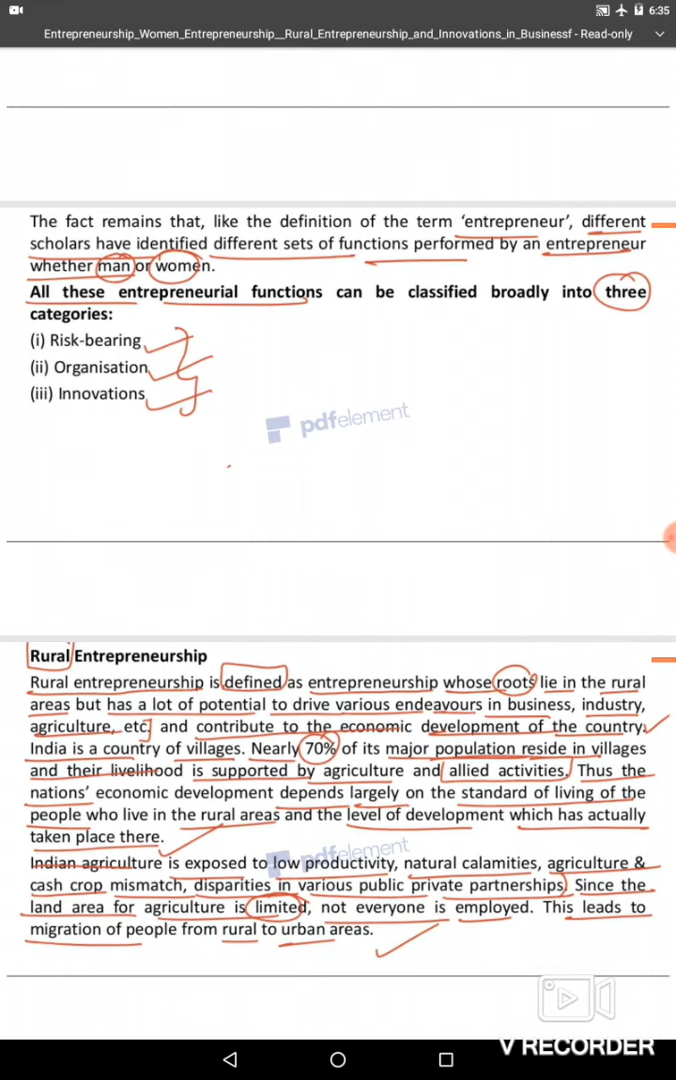 6:35
Entrepreneurship_Women_Entrepreneurship__Rural_Entrepreneurship_and_Innovations_in_Businessf - Read-only
The fact remains that, like the definition of the term ‘entrepreneur’, different
scholars have identified different sets of functions performed by an entrepreneur
whether man or women.
All these entrepreneurial functions can be classified broadly into three
categories:
(i) Risk-bearing
(ii) Organisation
(iii) Innovations
pdfelement
Rural Entrepreneurship
Rural entrepreneurship is defined as entrepreneurship whose roots lie in the rural
areas but has a lot of potential to drive various endeavours in business, industry,
agriculture, etc. and contribute to the economic development of the country.
India is a country of villages. Nearly 70% of its major population reside in villages
and their livelihood is supported by agriculture and allied activities. Thus the
nations’ economic development depends largely on the standard of living of the
people who live in the rural areas and the level of development which has actually
taken place there.
pdfelement
Indian agriculture is exposed to low productivity, natural calamities, agriculture &
cash crop mismatch, disparities in various public private partnerships. Since the
land area for agriculture is limited, not everyone is employed. This leads to
migration of people from rural to urban areas.
V RECORDER